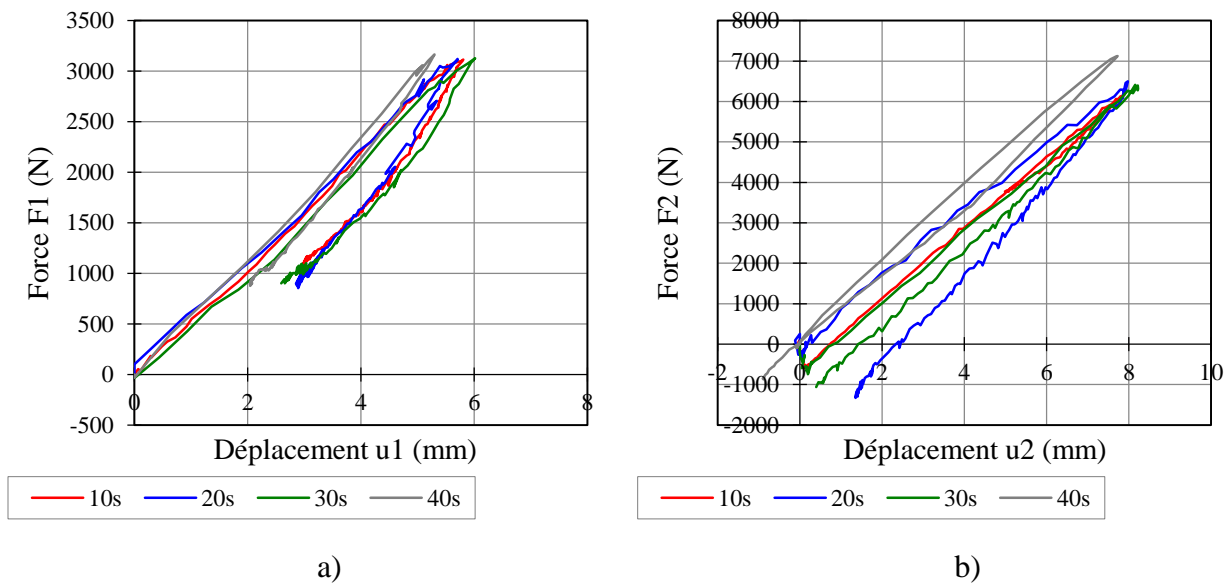 3500
3000
2500
2000
1500
1000
500
0
-500
0
2
4
6
8
Force F1 (N)
Déplacement u1 (mm)
10s 20s 30s 40s
a)
8000
7000
6000
5000
4000
3000
2000
1000
0
-1000
-2000
-2 0 2 4 6 8 10
Force F2 (N)
Déplacement u2 (mm)
10s 20s 30s 40s
b)